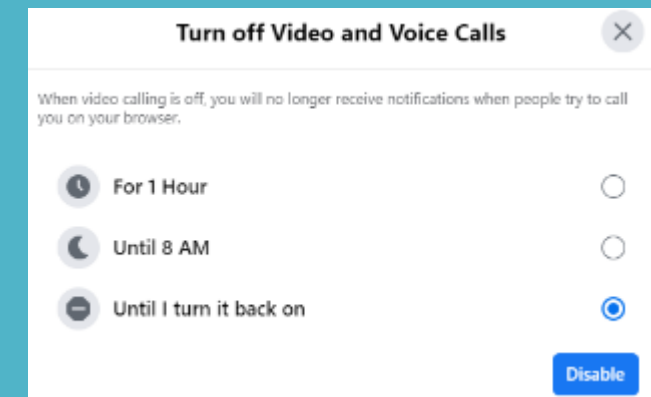 Turn off Video and Voice Calls
When video calling is off, you will no longer receive notifications when people try to call
you on your browser.
For 1 Hour
Until 8 AM
Until I turn it back on
Disable